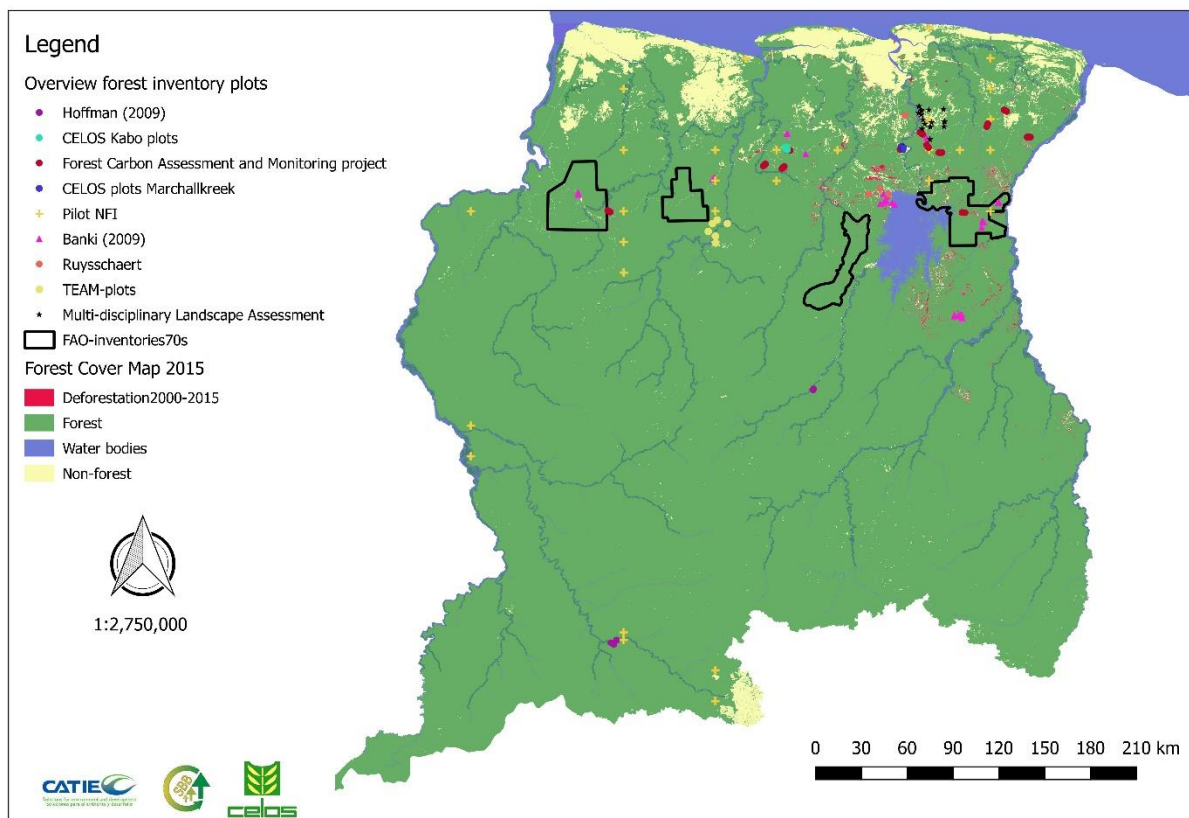 Legend
Overview forest inventory plots
Hoffman (2009)
CELOS Kabo plots
Forest Carbon Assessment and Monitoring project
CELOS plots Marchallkreek
Pilot NFI
Banki (2009)
Ruysschaert
TEAM-plots
Multi-disciplinary Landscape Assessment
FAO-inventories70s
Forest Cover Map 2015
Deforestation2000-2015
Forest
Water bodies
Non-forest
1:2,750,000
0 30 60 90 120 150 180 210 km
CATIE
SBB
celos